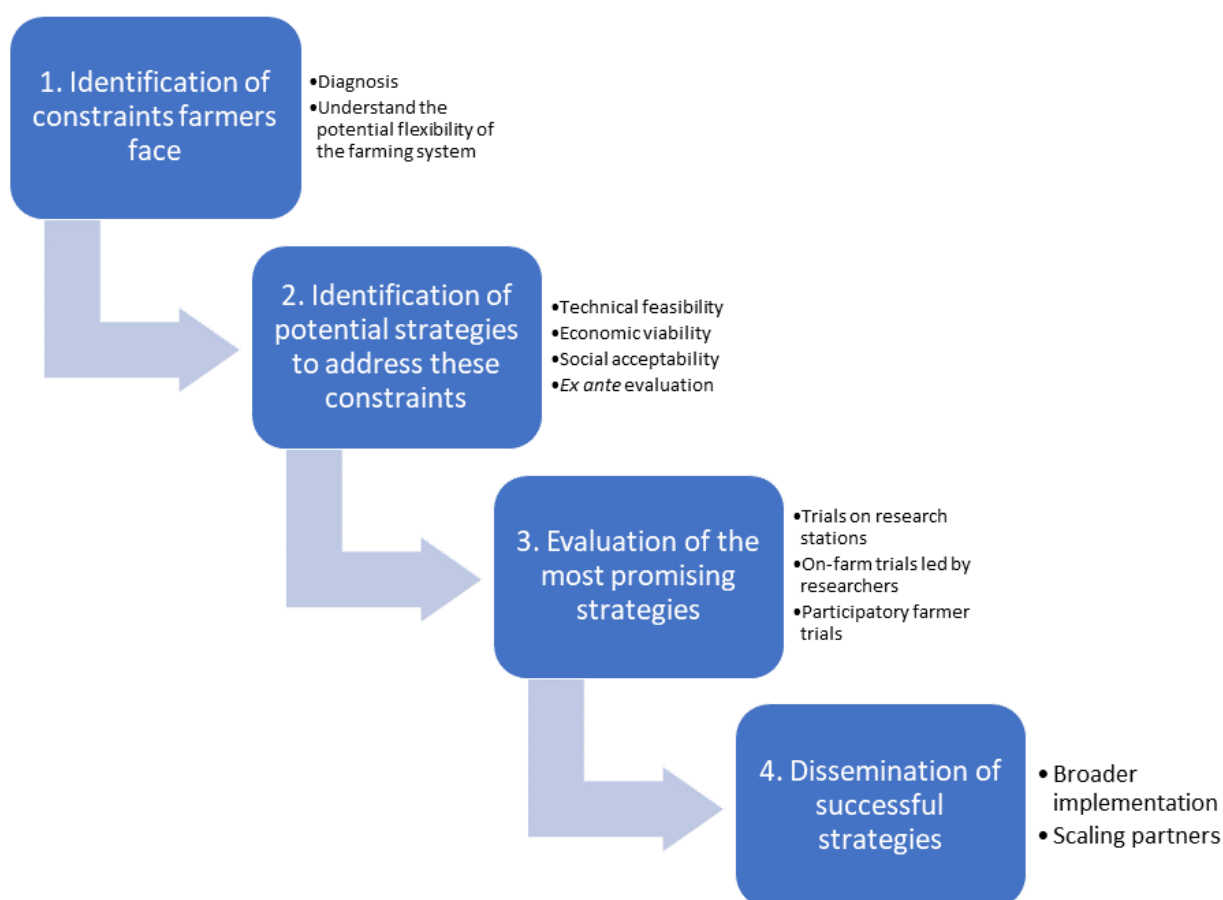 1. Identification of
constraints farmers
face
•Diagnosis
•Understand the
potential flexibility of
the farming system
2. Identification of
potential strategies
to address these
constraints
•Technical feasibility
•Economic viability
•Social acceptability
•Ex ante evaluation
3. Evaluation of the
most promising
strategies
•Trials on research
stations
•On-farm trials led by
researchers
•Participatory farmer
trials
4. Dissemination of
successful
strategies
• Broader
implementation
• Scaling partners